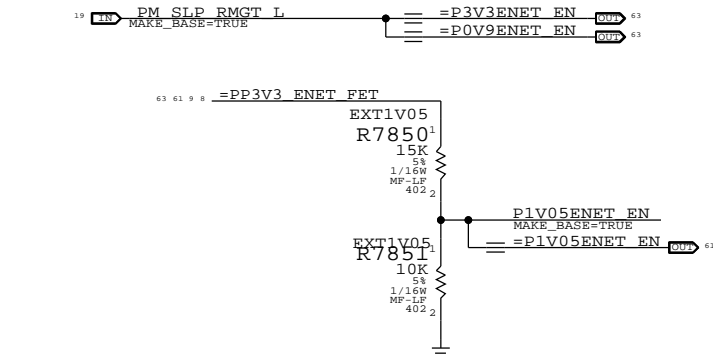 19 IN PM_SLP_RMGT_L =P3V3ENET_EN OUT 63
MAKE_BASE=TRUE
=P0V9ENET_EN OUT 63
63 61 9 8 =PP3V3_ENET_FET
EXT1V05
R7850 1
15K
5%
1/16W
MF-LF
402 2
P1V05ENET_EN
MAKE_BASE=TRUE
=P1V05ENET_EN OUT 61
EXT1V05 1
R7851
10K
5%
1/16W
MF-LF
402 2